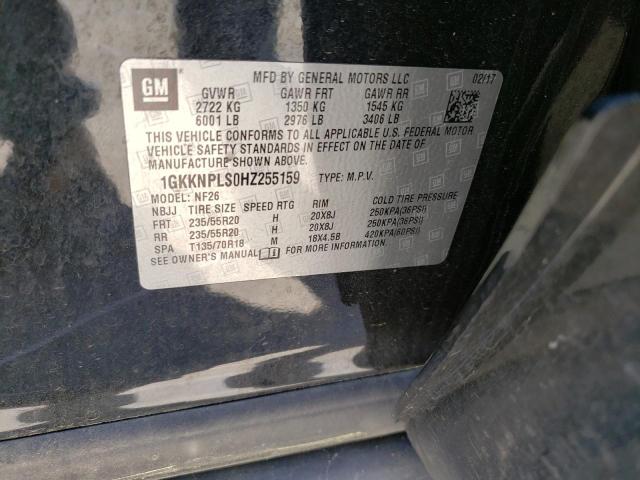 GM
MFD BY GENERAL MOTORS LLC 02/17
GVWR GAWR FRT GAWR RR
2722 KG 1350 KG 1545 KG
6001 LB 2976 LB 3406 LB
THIS VEHICLE CONFORMS TO ALL APPLICABLE U.S. FEDERAL MOTOR
VEHICLE SAFETY STANDARDS IN EFFECT ON THE DATE OF
MANUFACTURE SHOWN ABOVE.
1GKKNPLS0HZ255159 TYPE: M.P.V.
MODEL: NF26
NBJJ TIRE SIZE SPEED RTG RIM COLD TIRE PRESSURE
FRT 235/55R20 H 20X8J 250KPA(36PSI)
RR 235/55R20 H 20X8J 250KPA(36PSI)
SPA T135/70R18 M 18X4.5B 420KPA(60PSI)
SEE OWNER'S MANUAL FOR MORE INFORMATION.